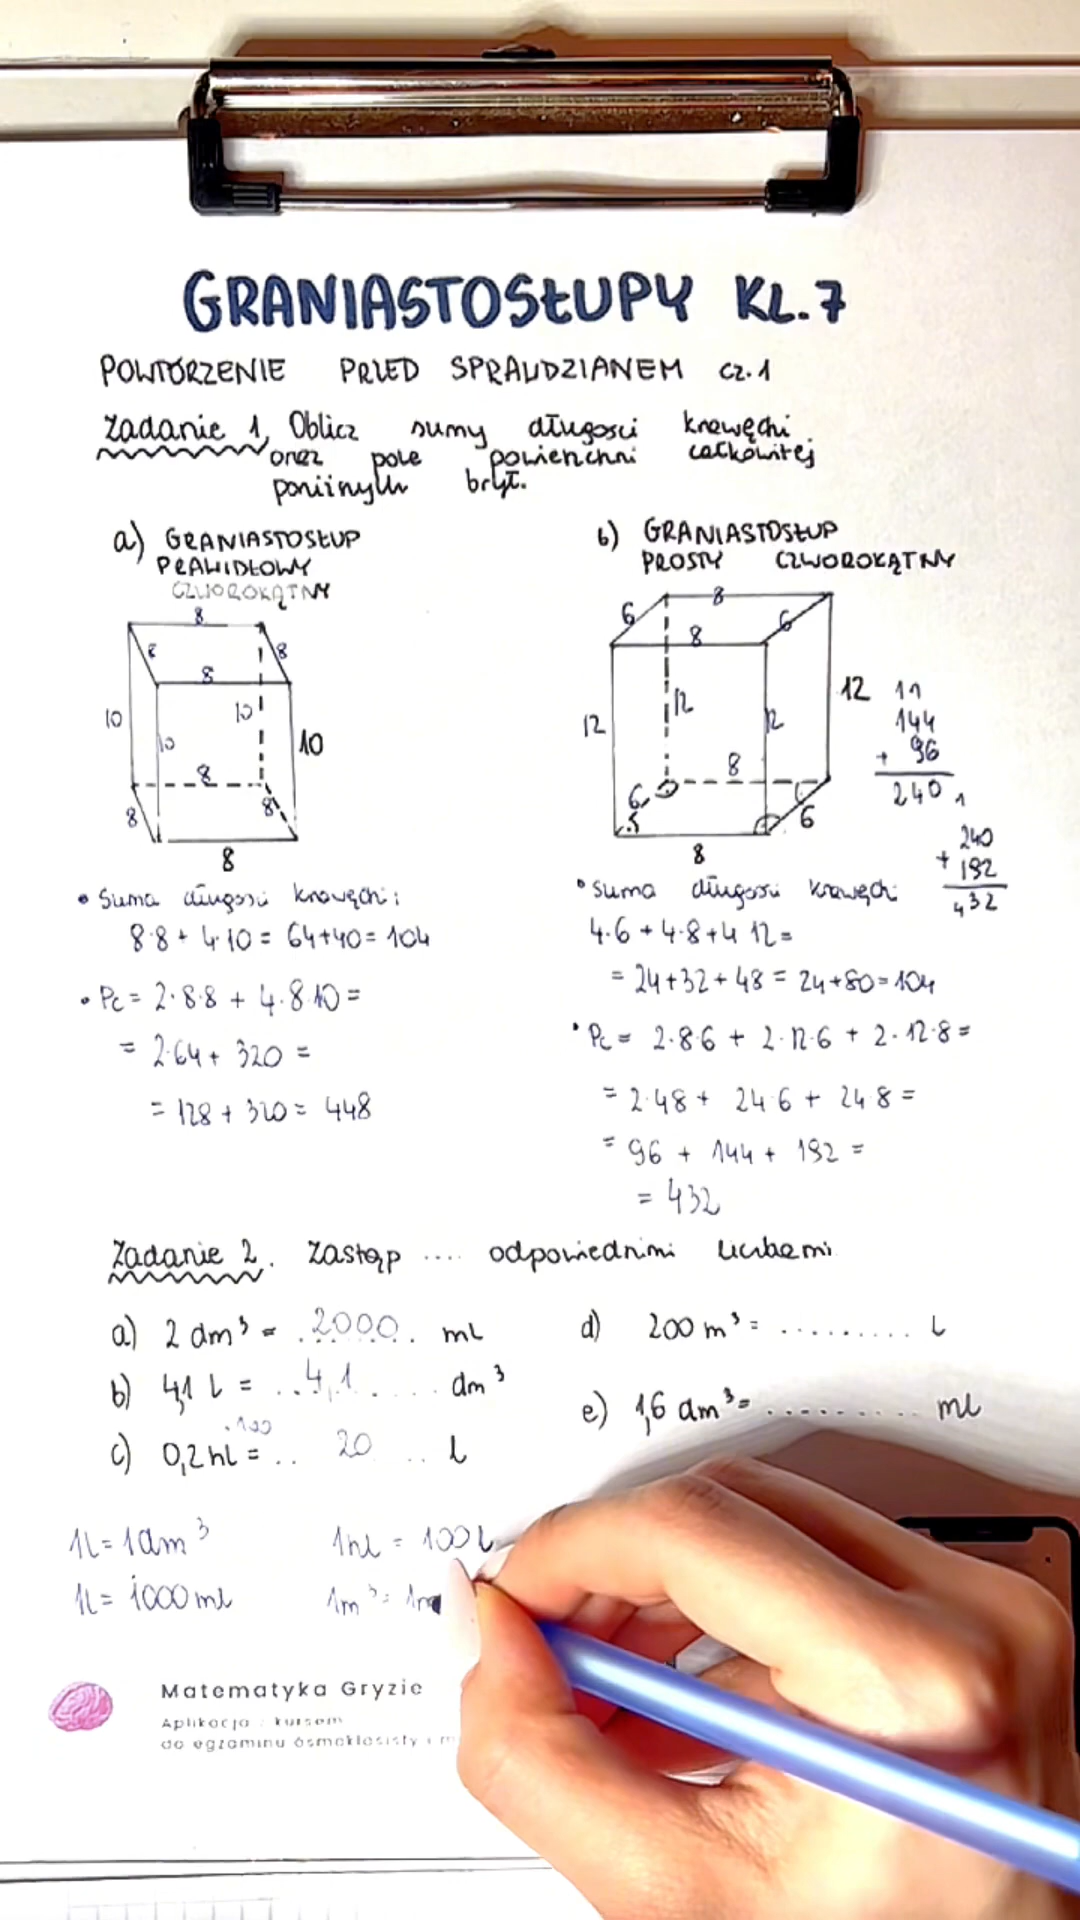 GRANIASTOSŁUPY KL.7
POWTÓRZENIE PRZED SPRAWDZIANEM cz.1
Zadanie 1. Oblicz sumy długości krawędzi
oraz pole powierzchni całkowitej
poniższych brył.
a) GRANIASTOSŁUP
PRAWIDŁOWY
CZWOROKĄTNY
8
8
8
8
10
10
10
10
8
8
8
8
b) GRANIASTOSŁUP
PROSTY CZWOROKĄTNY
8
6
6
8
12
12
12
12
8
6
6
8
11
144
+ 96
240
1
240
+ 192
432
• Suma długości krawędzi:
8·8 + 4·10 = 64+40 = 104
• Pc = 2·8·8 + 4·8·10 =
= 2·64 + 320 =
= 128 + 320 = 448
• Suma długości krawędzi
4·6 + 4·8 + 4 12 =
= 24+32+48 = 24+80=104
• Pc = 2·8·6 + 2·12·6 + 2·12·8 =
= 2·48 + 24·6 + 24·8 =
= 96 + 144 + 192 =
= 432
Zadanie 2. Zastąp .... odpowiednimi liczbami
a) 2 dm³ = ..2000.. ml
b) 4,1 l = ..4,1..... dm³
·100
c) 0,2 hl = .. 20 .. l
d) 200 m³ = ......... l
e) 1,6 dm³ = ......... ml
1l = 1dm³
1l = 1000 ml
1hl = 100 l
1m³ =
Matematyka Gryzie
Aplikacja z kursem
do egzaminu ósmoklasisty i m